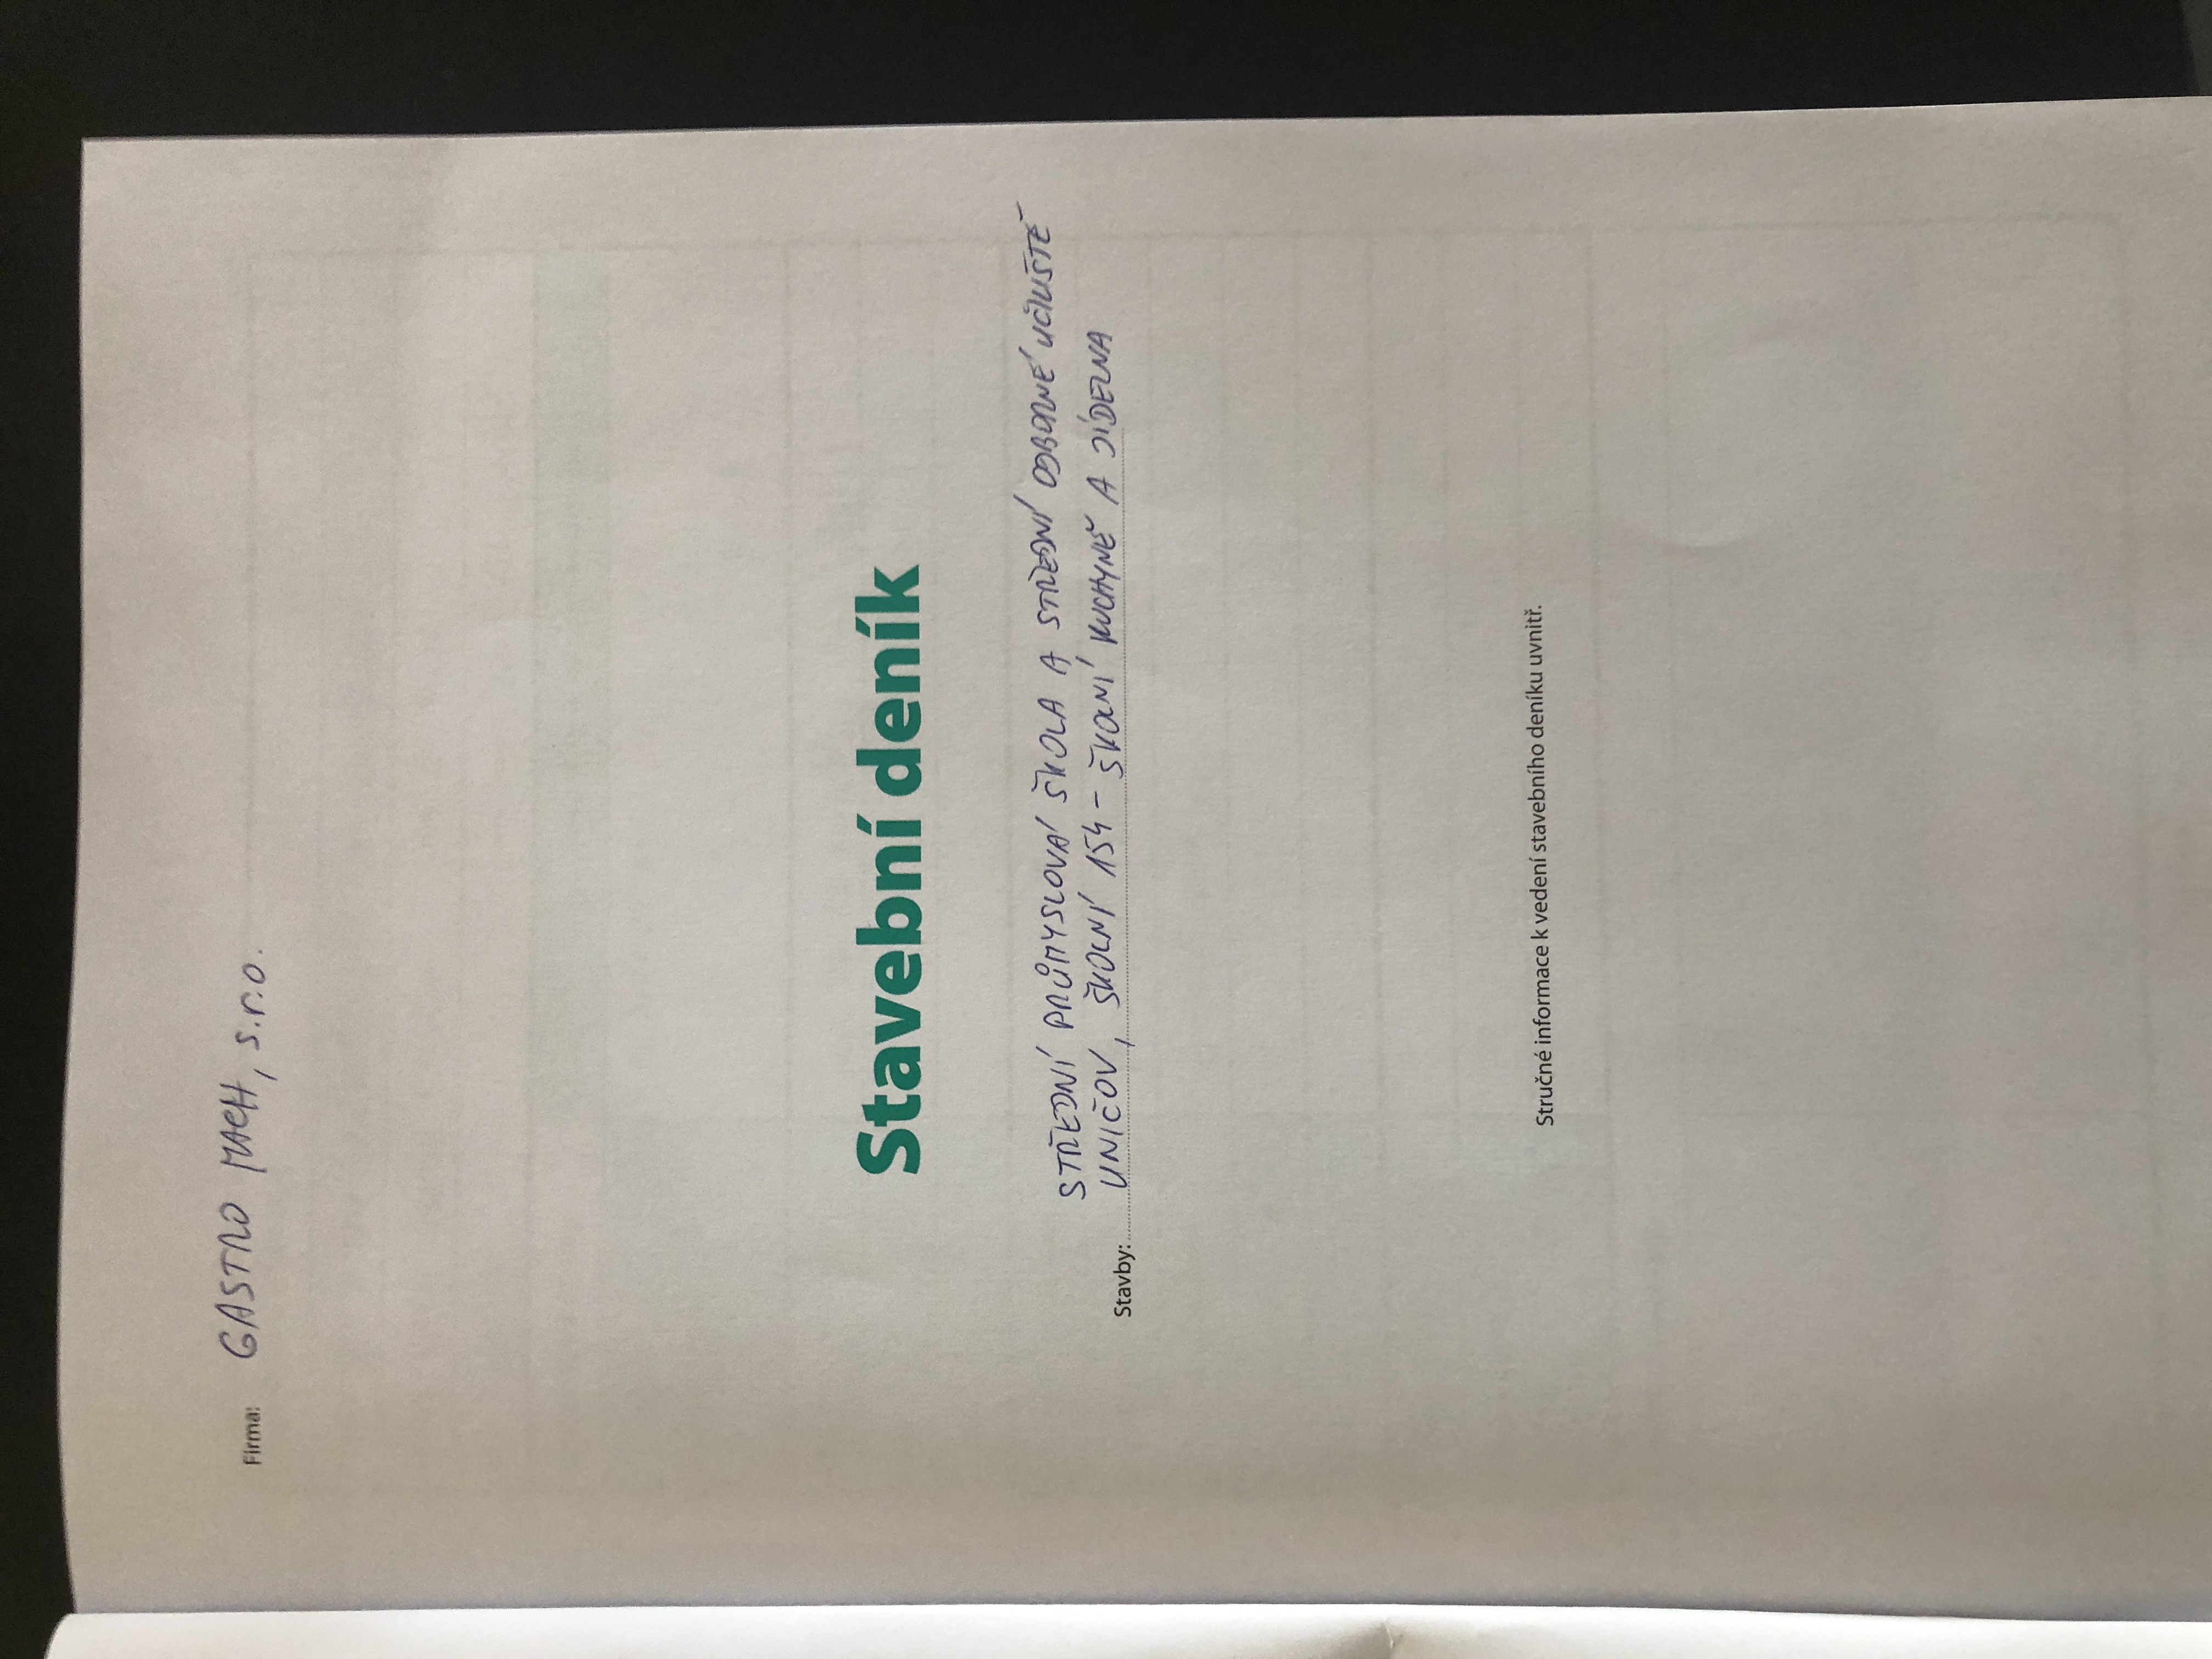 Firma: GASTRO MACH, s.r.o.
Stavební deník
STŘEDNÍ PRŮMYSLOVÁ ŠKOLA A STŘEDNÍ ODBORNÉ UČILIŠTĚ
Stavby: UNIČOV, ŠKOLNÍ 154 - ŠKOLNÍ KUCHYNĚ A JÍDELNA
Stručné informace k vedení stavebního deníku uvnitř.